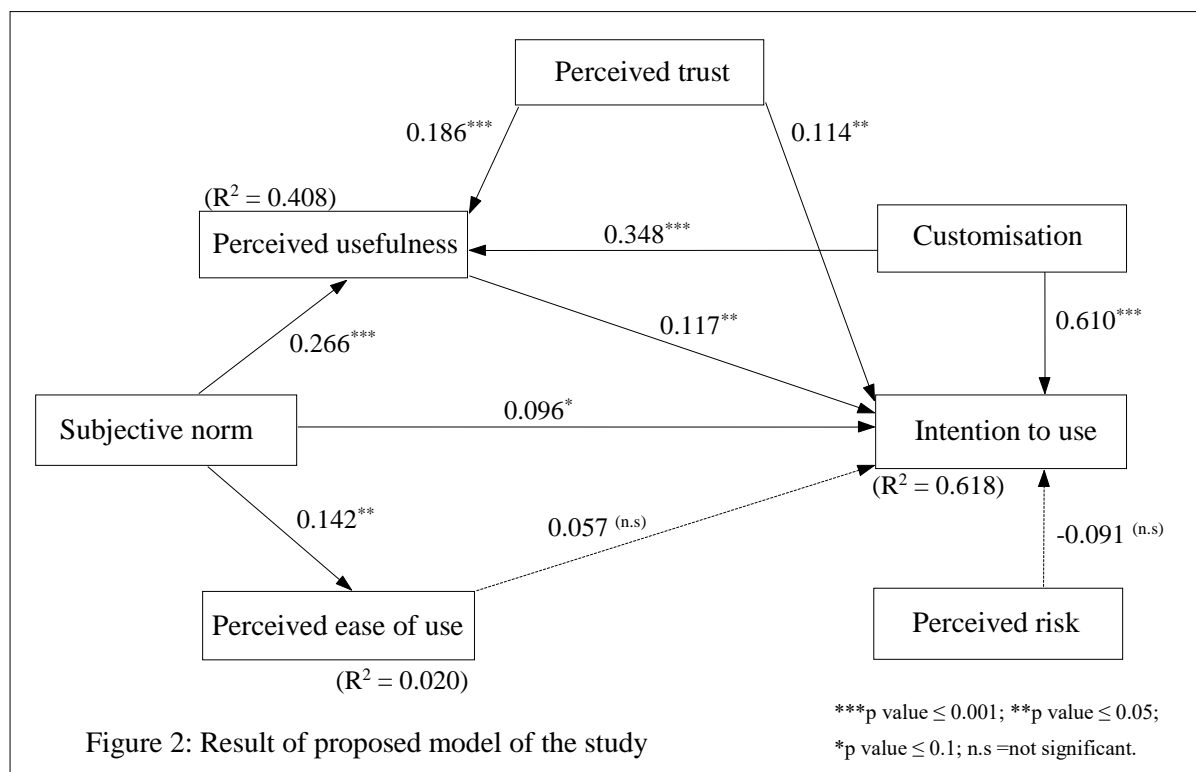 Perceived trust
0.186***
0.114**
(R² = 0.408)
Perceived usefulness
0.348***
Customisation
0.266***
0.117**
0.610***
Subjective norm
0.096*
Intention to use
(R² = 0.618)
0.142**
0.057 (n.s)
-0.091 (n.s)
Perceived ease of use
Perceived risk
(R² = 0.020)
***p value ≤ 0.001; **p value ≤ 0.05;
*p value ≤ 0.1; n.s =not significant.
Figure 2: Result of proposed model of the study